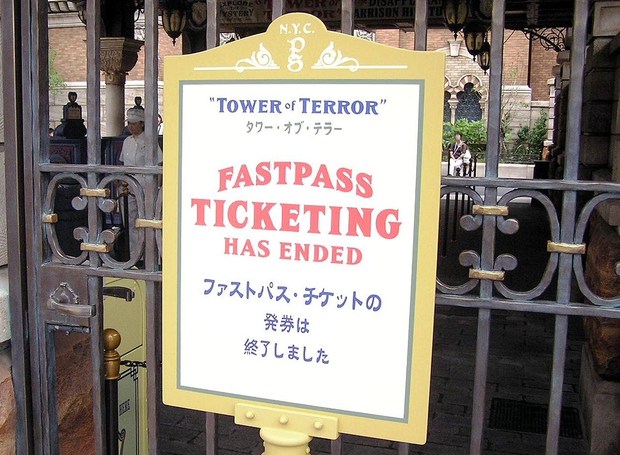 N.Y.C.
"TOWER of TERROR"
タワー・オブ・テラー
FASTPASS
TICKETING
HAS ENDED
ファストパス・チケットの
発券は
終了しました
HERE